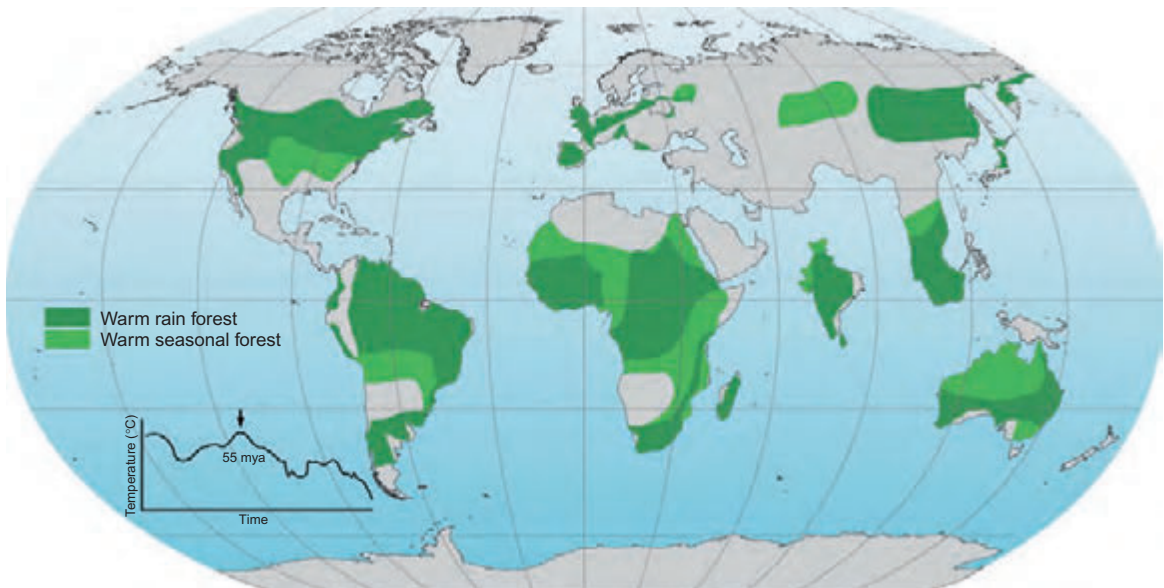 Warm rain forest
Warm seasonal forest
Temperature (°C)
55 mya
Time